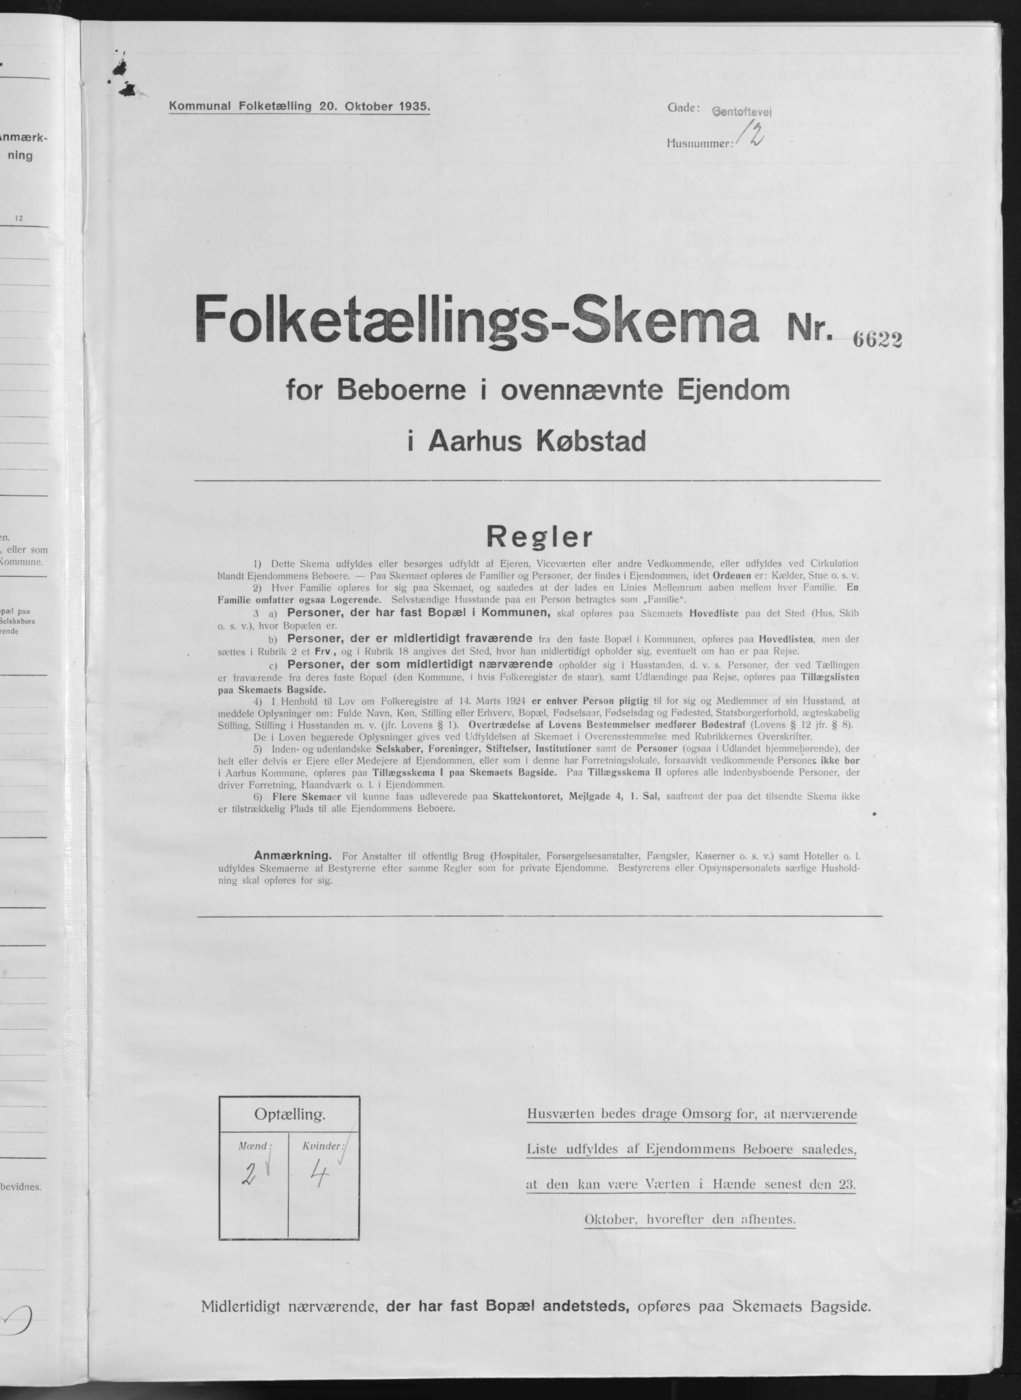 Anmærk-
ning
12
en.
, eller som
Kommune.
opæl paa
Selskabers
rende
bevidnes.
Kommunal Folketælling 20. Oktober 1935.
Gade: Gentoftevej
Husnummer: 12
Folketællings-Skema Nr. 6622
for Beboerne i ovennævnte Ejendom
i Aarhus Købstad
Regler
1) Dette Skema udfyldes eller besørges udfyldt af Ejeren, Viceværten eller andre Vedkommende, eller udfyldes ved Cirkulation
blandt Ejendommens Beboere. — Paa Skemaet opføres de Familier og Personer, der findes i Ejendommen, idet Ordenen er: Kælder, Stue o. s. v.
2) Hver Familie opføres for sig paa Skemaet, og saaledes at der lades en Linies Mellemrum aaben mellem hver Familie. En
Familie omfatter ogsaa Logerende. Selvstændige Husstande paa en Person betragtes som „Familie“.
3 a) Personer, der har fast Bopæl i Kommunen, skal opføres paa Skemaets Hovedliste paa det Sted (Hus, Skib
o. s. v.), hvor Bopælen er.
b) Personer, der er midlertidigt fraværende fra den faste Bopæl i Kommunen, opføres paa Hovedlisten, men der
sættes i Rubrik 2 et Frv, og i Rubrik 18 angives det Sted, hvor han midlertidigt opholder sig, eventuelt om han er paa Rejse.
c) Personer, der som midlertidigt nærværende opholder sig i Husstanden, d. v. s. Personer, der ved Tællingen
er fraværende fra deres faste Bopæl (den Kommune, i hvis Folkeregister de staar), samt Udlændinge paa Rejse, opføres paa Tillægslisten
paa Skemaets Bagside.
4) I Henhold til Lov om Folkeregistre af 14. Marts 1924 er enhver Person pligtig til for sig og Medlemmer af sin Husstand, at
meddele Oplysninger om: Fulde Navn, Køn, Stilling eller Erhverv, Bopæl, Fødselsaar, Fødselsdag og Fødested, Statsborgerforhold, ægteskabelig
Stilling, Stilling i Husstanden m. v. (jfr. Lovens § 1). Overtrædelse af Lovens Bestemmelser medfører Bødestraf (Lovens § 12 jfr. § 8).
De i Loven begærede Oplysninger gives ved Udfyldelsen af Skemaet i Overensstemmelse med Rubrikkernes Overskrifter.
5) Inden- og udenlandske Selskaber, Foreninger, Stiftelser, Institutioner samt de Personer (ogsaa i Udlandet hjemmehørende), der
helt eller delvis er Ejere eller Medejere af Ejendommen, eller som i denne har Forretningslokale, forsaavidt vedkommende Personer ikke bor
i Aarhus Kommune, opføres paa Tillægsskema I paa Skemaets Bagside. Paa Tillægsskema II opføres alle indenbysboende Personer, der
driver Forretning, Haandværk o. l. i Ejendommen.
6) Flere Skemaer vil kunne faas udleverede paa Skattekontoret, Mejlgade 4, 1. Sal, saafremt der paa det tilsendte Skema ikke
er tilstrækkelig Plads til alle Ejendommens Beboere.
Anmærkning. For Anstalter til offentlig Brug (Hospitaler, Forsørgelsesanstalter, Fængsler, Kaserner o. s. v.) samt Hoteller o. l.
udfyldes Skemaerne af Bestyrerne efter samme Regler som for private Ejendomme. Bestyrerens eller Opsynspersonalets særlige Hushold-
ning skal opføres for sig.
Optælling.
Mænd: Kvinder:
2 4
Husværten bedes drage Omsorg for, at nærværende
Liste udfyldes af Ejendommens Beboere saaledes,
at den kan være Værten i Hænde senest den 23.
Oktober, hvorefter den afhentes.
Midlertidigt nærværende, der har fast Bopæl andetsteds, opføres paa Skemaets Bagside.